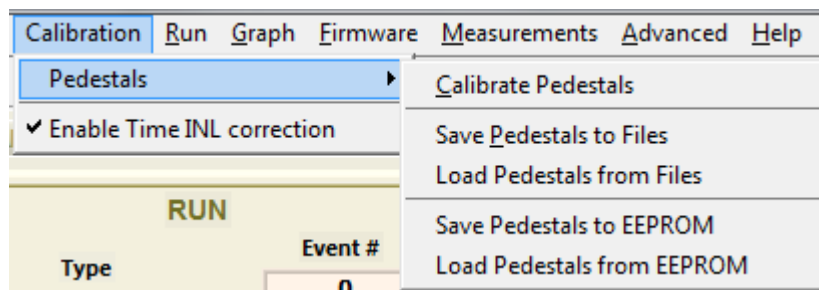 Calibration Run Graph Firmware Measurements Advanced Help
Pedestals
Enable Time INL correction
Calibrate Pedestals
Save Pedestals to Files
Load Pedestals from Files
Save Pedestals to EEPROM
Load Pedestals from EEPROM
RUN
Type
Event #
0